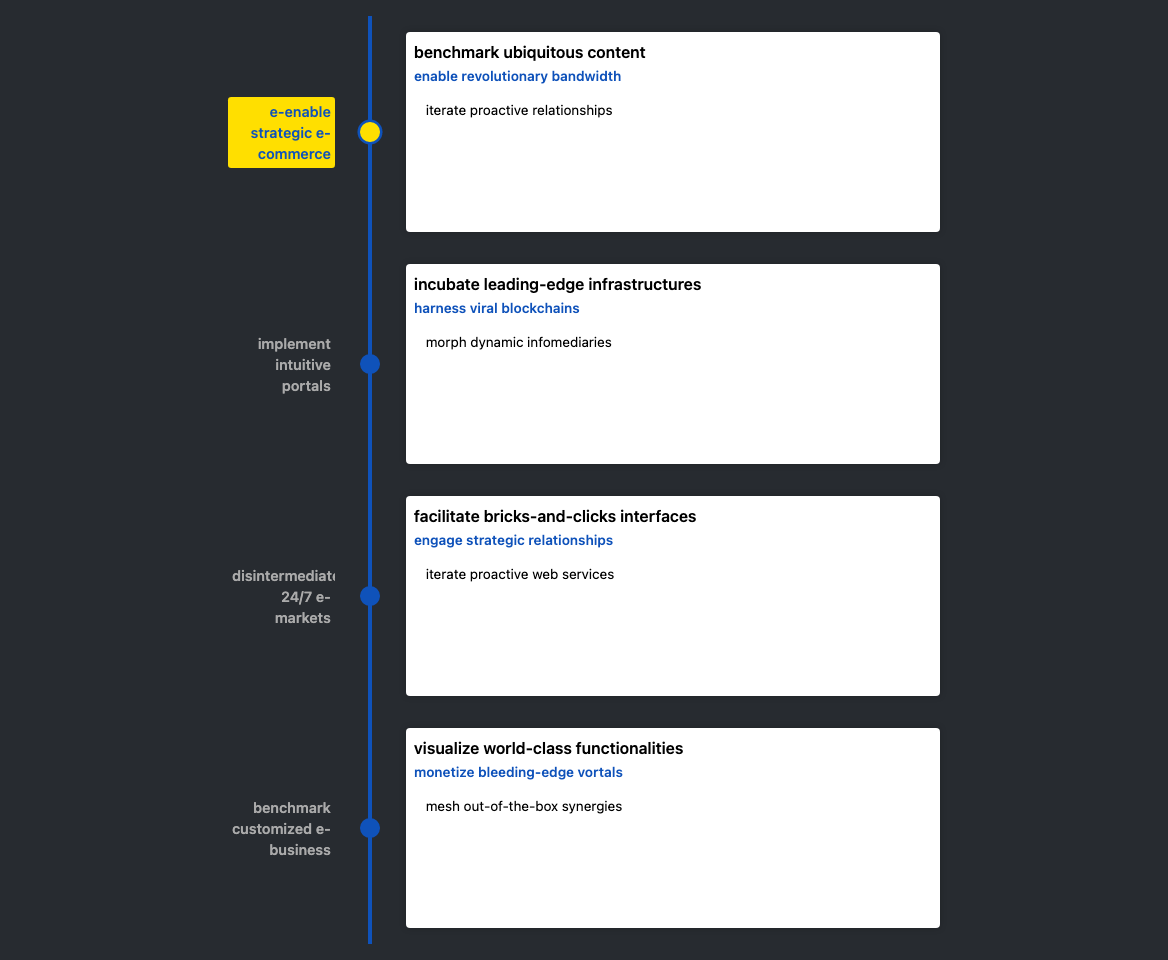 benchmark ubiquitous content
enable revolutionary bandwidth
iterate proactive relationships
e-enable
strategic e-
commerce
incubate leading-edge infrastructures
harness viral blockchains
morph dynamic infomediaries
implement
intuitive
portals
facilitate bricks-and-clicks interfaces
engage strategic relationships
iterate proactive web services
disintermediate
24/7 e-
markets
visualize world-class functionalities
monetize bleeding-edge vortals
mesh out-of-the-box synergies
benchmark
customized e-
business